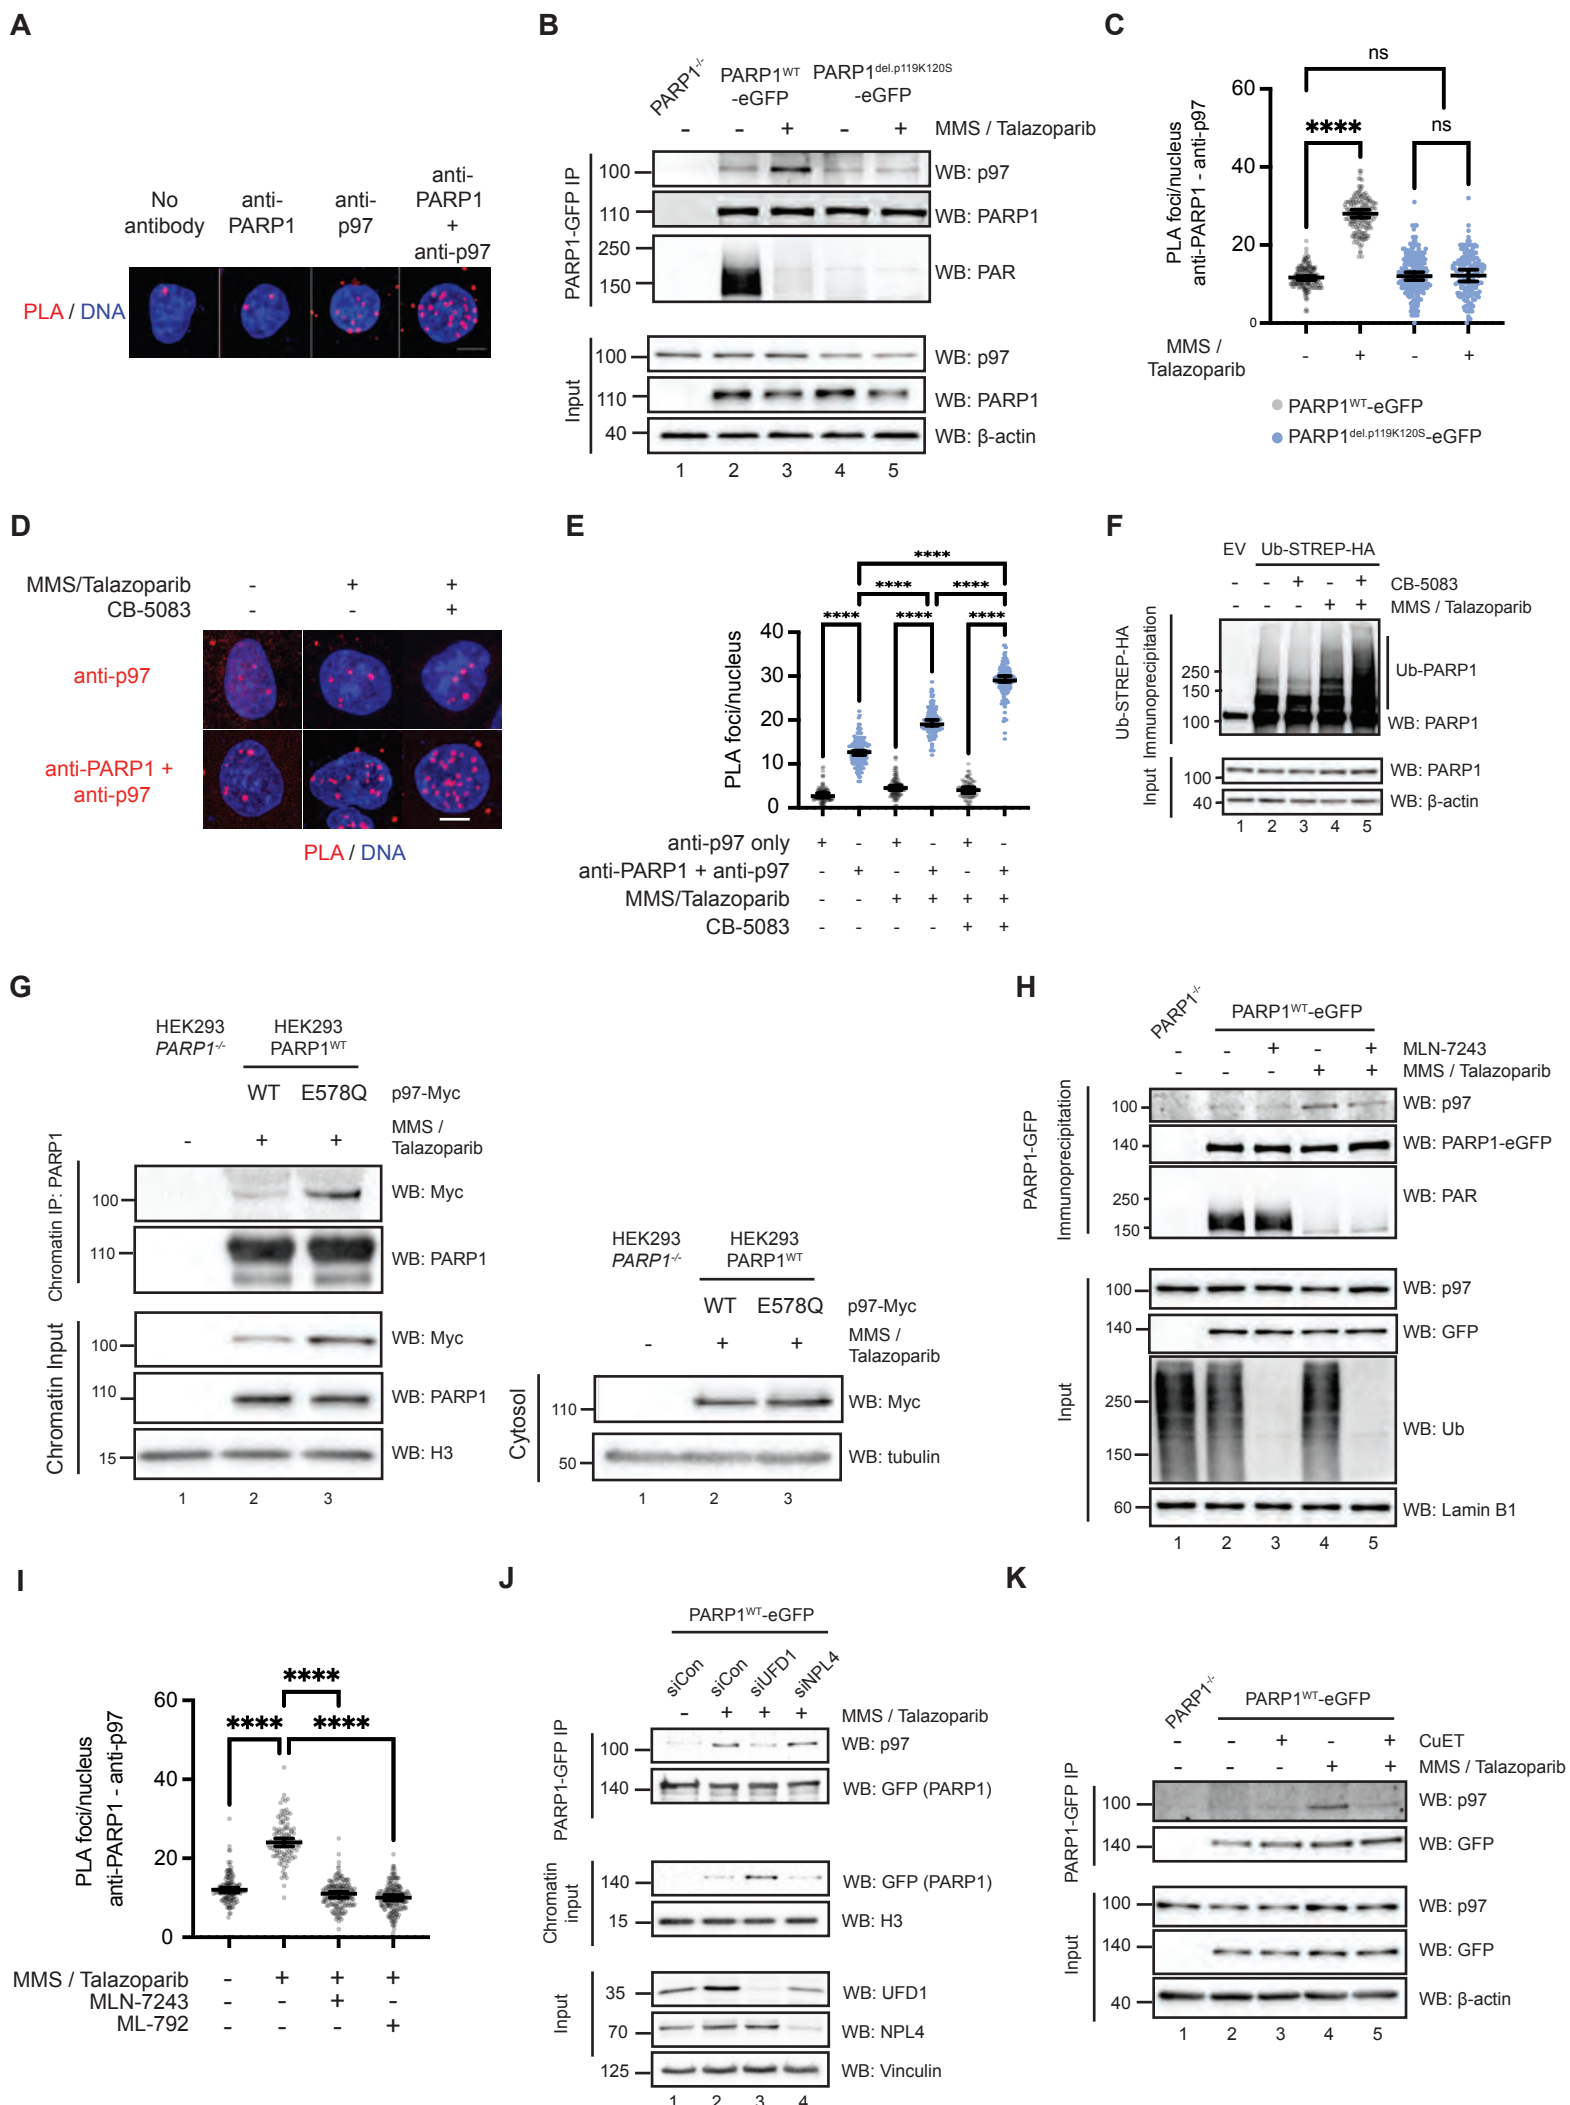 A
No antibody
anti-PARP1
anti-p97
anti-PARP1 + anti-p97
PLA / DNA
B
PARP1-/-
PARP1WT -eGFP
PARP1del.p119K120S -eGFP
- - + - + MMS / Talazoparib
PARP1-GFP IP
100 WB: p97
110 WB: PARP1
250
150
WB: PAR
Input
100 WB: p97
110 WB: PARP1
40 WB: β-actin
1 2 3 4 5
C
PLA foci/nucleus
anti-PARP1 - anti-p97
ns
**** ns
60
40
20
0
MMS / Talazoparib - + - +
PARP1WT-eGFP
PARP1del.p119K120S-eGFP
D
MMS/Talazoparib - + +
CB-5083 - - +
anti-p97
anti-PARP1 + anti-p97
PLA / DNA
E
PLA foci/nucleus
****
**** ****
**** **** ****
40
30
20
10
0
anti-p97 only + - + - + -
anti-PARP1 + anti-p97 - + - + - +
MMS/Talazoparib - - + + + +
CB-5083 - - - - + +
F
EV Ub-STREP-HA
- - + - + CB-5083
- - - + + MMS / Talazoparib
Ub-STREP-HA
Immunoprecipitation
250
150
100
Ub-PARP1
WB: PARP1
Input
100 WB: PARP1
40 WB: β-actin
1 2 3 4 5
G
HEK293 PARP1-/-
HEK293 PARP1WT
WT E578Q p97-Myc
- + + MMS / Talazoparib
Chromatin IP: PARP1
100 WB: Myc
110 WB: PARP1
Chromatin Input
100 WB: Myc
110 WB: PARP1
15 WB: H3
1 2 3
HEK293 PARP1-/-
HEK293 PARP1WT
WT E578Q p97-Myc
- + + MMS / Talazoparib
Cytosol
110 WB: Myc
50 WB: tubulin
1 2 3
H
PARP1-/-
PARP1WT-eGFP
- - + - + MLN-7243
- - - + + MMS / Talazoparib
PARP1-GFP
Immunoprecipitation
100 WB: p97
140 WB: PARP1-eGFP
250
150
WB: PAR
Input
100 WB: p97
140 WB: GFP
250
150
WB: Ub
60 WB: Lamin B1
1 2 3 4 5
I
PLA foci/nucleus
anti-PARP1 - anti-p97
****
**** ****
60
40
20
0
MMS / Talazoparib - + + +
MLN-7243 - - + -
ML-792 - - - +
J
PARP1WT-eGFP
siCon siCon siUFD1 siNPL4
- + + + MMS / Talazoparib
PARP1-GFP IP
100 WB: p97
140 WB: GFP (PARP1)
Chromatin input
140 WB: GFP (PARP1)
15 WB: H3
Input
35 WB: UFD1
70 WB: NPL4
125 WB: Vinculin
1 2 3 4
K
PARP1-/-
PARP1WT-eGFP
- - + - + CuET
- - - + + MMS / Talazoparib
PARP1-GFP IP
100 WB: p97
140 WB: GFP
Input
100 WB: p97
140 WB: GFP
40 WB: β-actin
1 2 3 4 5